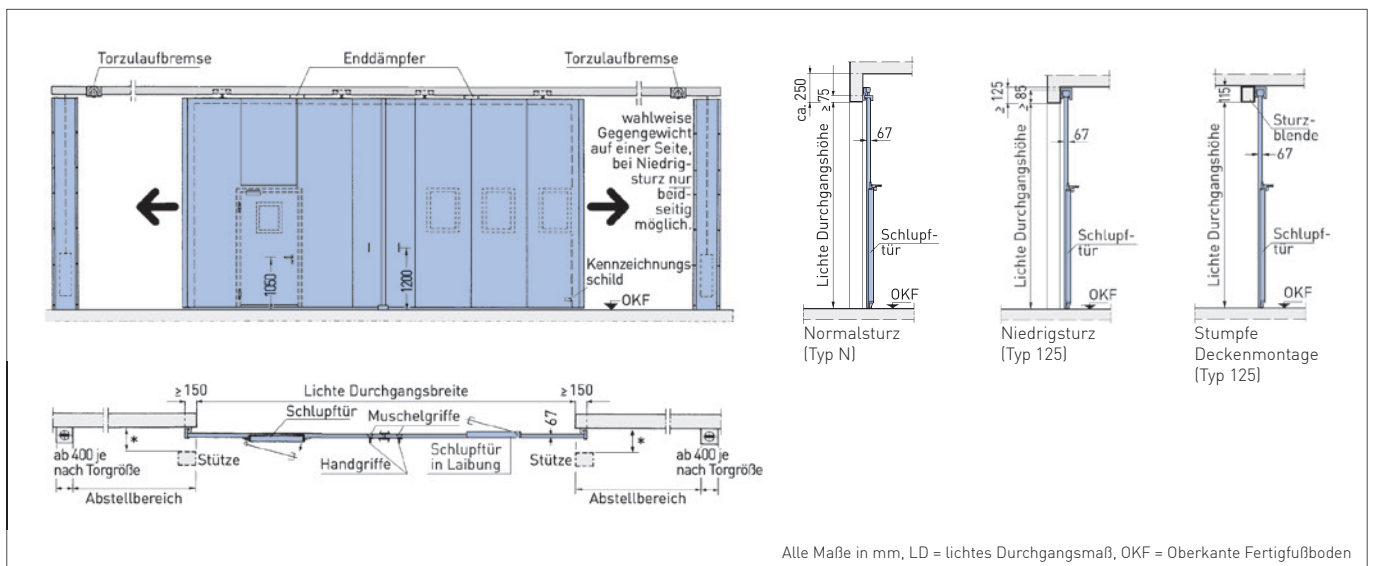 Torzulaufbremse
Enddämpfer
Torzulaufbremse
wahlweise
Gegengewicht
auf einer Seite,
bei Niedrig-
sturz nur
beid-
seitig
möglich.
1050
1200
Kennzeichnungs-
schild
OKF
ca. 250
≥ 75
Lichte Durchgangshöhe
67
Schlupf-
tür
OKF
Normalsturz
(Typ N)
≥ 125
≥ 85
Lichte Durchgangshöhe
67
Schlupf-
tür
OKF
Niedrigsturz
(Typ 125)
115
Lichte Durchgangshöhe
Sturz-
blende
67
Schlupf-
tür
OKF
Stumpfe
Deckenmontage
(Typ 125)
≥ 150
Lichte Durchgangsbreite
≥ 150
Schlupftür
Muschelgriffe
67
*
*
ab 400 je
nach Torgröße
Stütze
Handgriffe
Schlupftür
in Laibung
Stütze
ab 400 je
nach Torgröße
Abstellbereich
Abstellbereich
Alle Maße in mm, LD = lichtes Durchgangsmaß, OKF = Oberkante Fertigfußboden